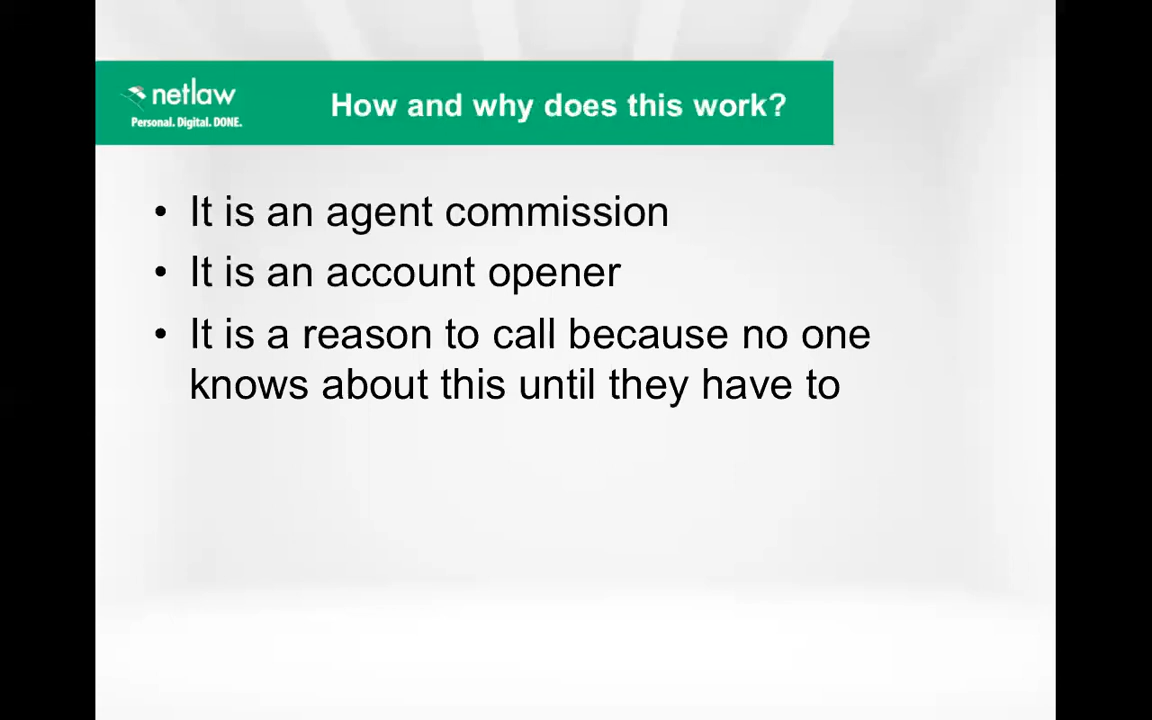 netlaw
Personal. Digital. DONE.
How and why does this work?
• It is an agent commission
• It is an account opener
• It is a reason to call because no one
knows about this until they have to